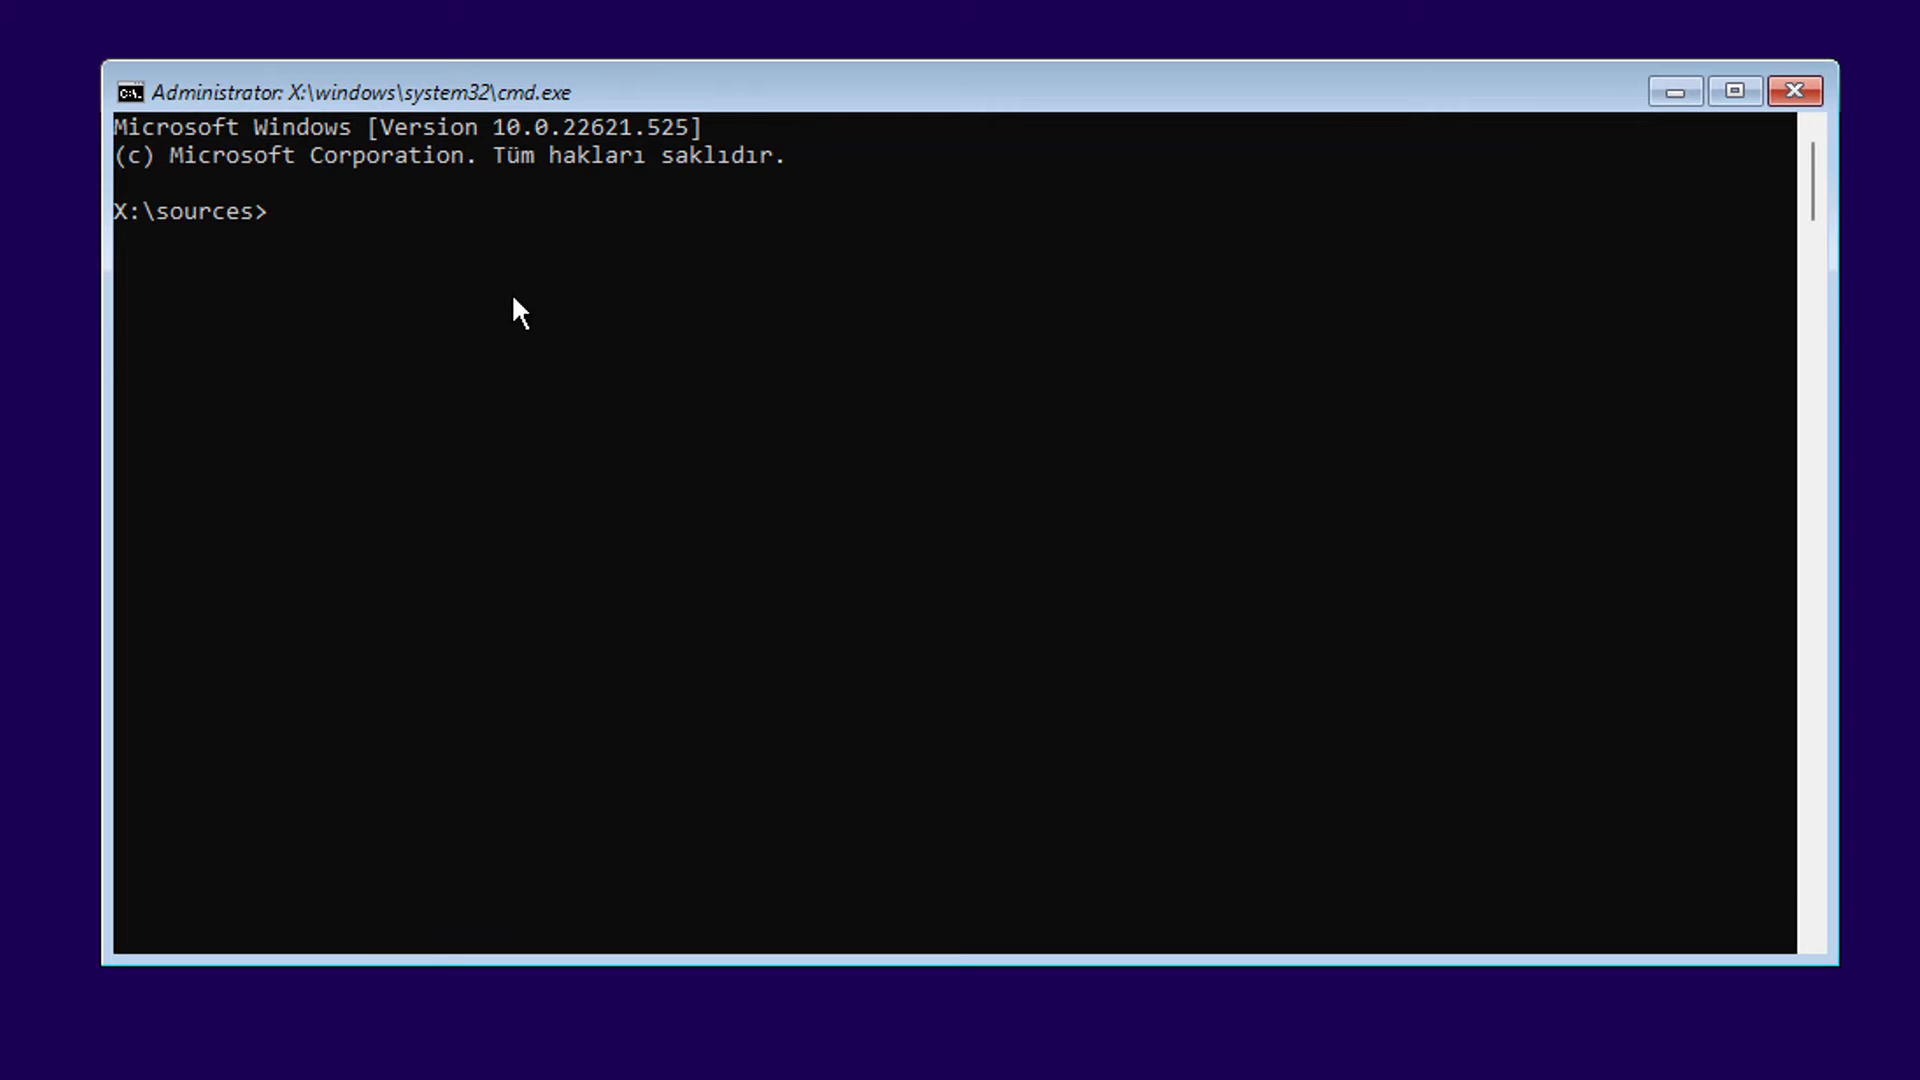 Administrator: X:\windows\system32\cmd.exe
Microsoft Windows [Version 10.0.22621.525]
(c) Microsoft Corporation. Tüm hakları saklıdır.
X:\sources>